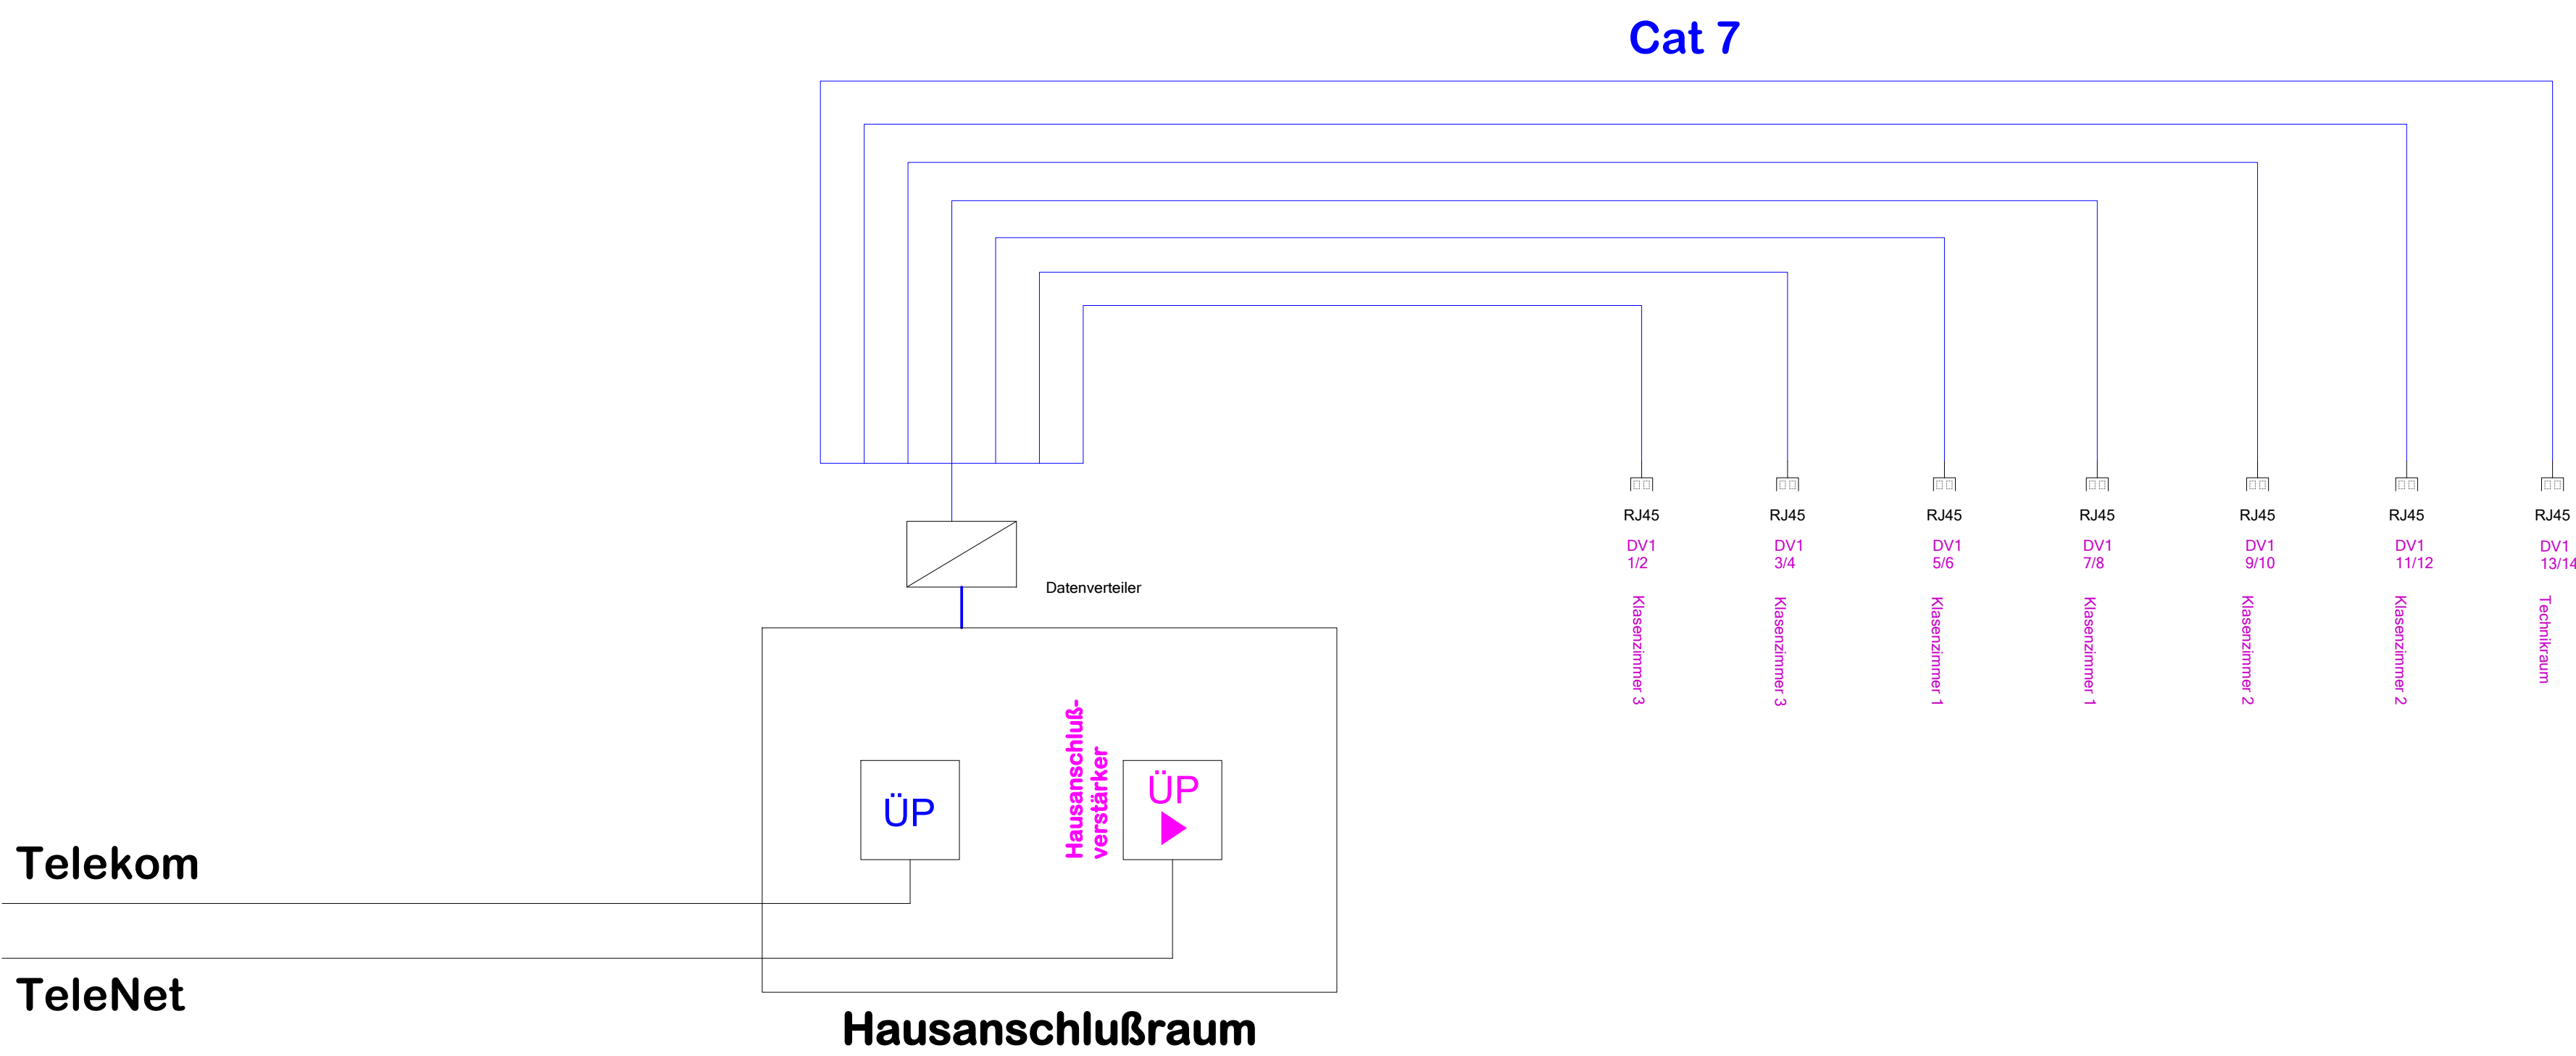 Cat 7
RJ45
DV1
1/2
Klasenzimmer 3
RJ45
DV1
3/4
Klasenzimmer 3
RJ45
DV1
5/6
Klasenzimmer 1
RJ45
DV1
7/8
Klasenzimmer 1
RJ45
DV1
9/10
Klasenzimmer 2
RJ45
DV1
11/12
Klasenzimmer 2
RJ45
DV1
13/14
Technikraum
Datenverteiler
Hausanschluß-
verstärker
ÜP
ÜP
Telekom
TeleNet
Hausanschlußraum